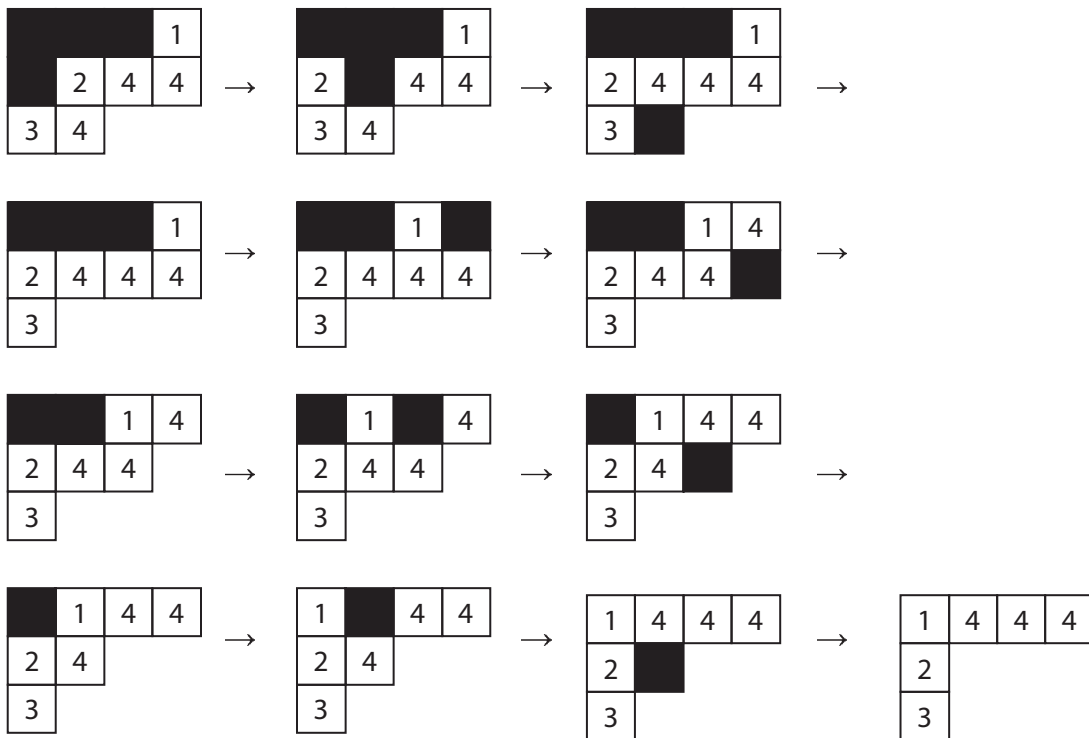 1 1 1
2 4 4 → 2 4 4 → 2 4 4 4 →
3 4 3 4 3
1 1 1 4
2 4 4 4 → 2 4 4 4 → 2 4 4 →
3 3 3
1 4 1 4 1 4 4
2 4 4 → 2 4 4 → 2 4 →
3 3 3
1 4 4 1 4 4 1 4 4 4 1 4 4 4
2 4 → 2 4 → 2 → 2
3 3 3 3